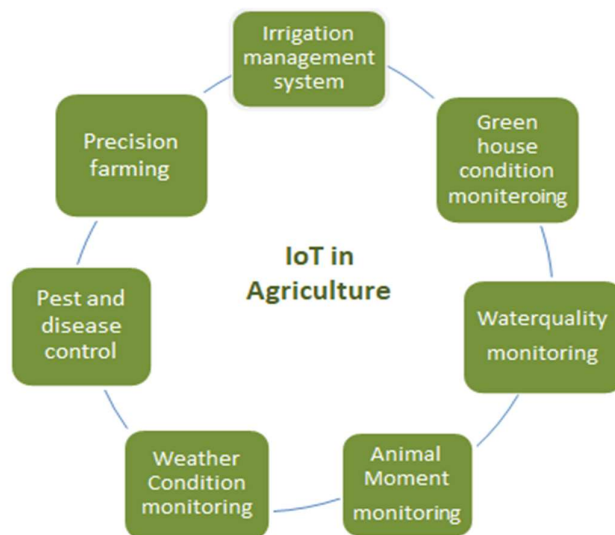 Irrigation
management
system
Green
house
condition
moniteroing
Waterquality
monitoring
Animal
Moment
monitoring
Weather
Condition
monitoring
Pest and
disease
control
Precision
farming
IoT in
Agriculture